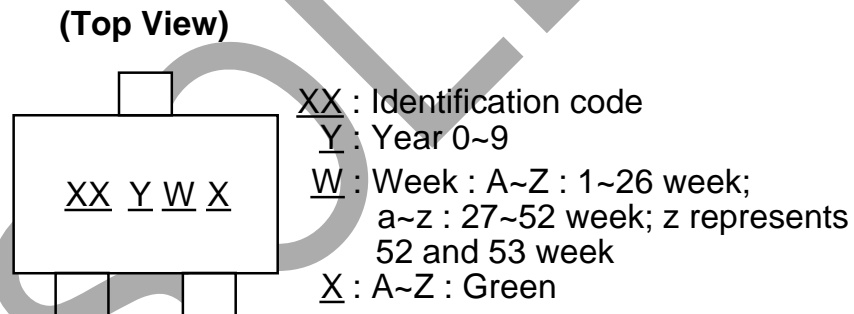 (Top View)
XX : Identification code
Y : Year 0~9
XX Y W X
W : Week : A~Z : 1~26 week;
a~z : 27~52 week; z represents
52 and 53 week
X : A~Z : Green